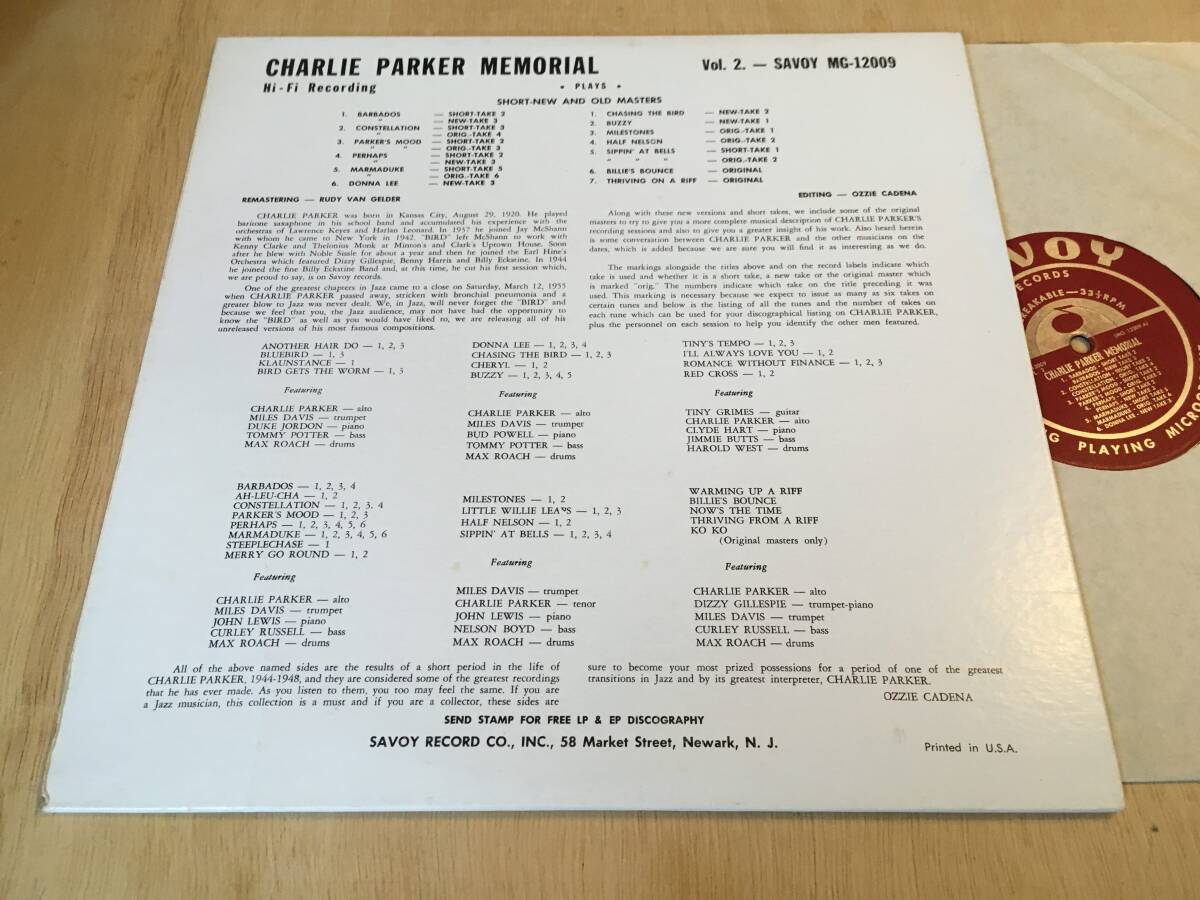 CHARLIE PARKER MEMORIAL
Vol. 2. — SAVOY MG-12009
Hi-Fi Recording
• PLAYS •
SHORT-NEW AND OLD MASTERS
1. BARBADOS — SHORT-TAKE 2
" — NEW-TAKE 3
2. CONSTELLATION — SHORT-TAKE 3
" — ORIG.-TAKE 4
3. PARKER'S MOOD — SHORT-TAKE 2
" " — ORIG.-TAKE 3
4. PERHAPS — SHORT-TAKE 2
" — NEW-TAKE 3
5. MARMADUKE — SHORT-TAKE 5
" — ORIG.-TAKE 6
6. DONNA LEE — NEW-TAKE 3
1. CHASING THE BIRD — NEW-TAKE 2
2. BUZZY — NEW-TAKE 1
3. MILESTONES — ORIG.-TAKE 1
4. HALF NELSON — ORIG.-TAKE 2
5. SIPPIN' AT BELLS — SHORT-TAKE 1
" " " — ORIG.-TAKE 2
6. BILLIE'S BOUNCE — ORIGINAL
7. THRIVING ON A RIFF — ORIGINAL
REMASTERING — RUDY VAN GELDER
EDITING — OZZIE CADENA
CHARLIE PARKER was born in Kansas City, August 29, 1920. He played
baritone saxophone in his school band and accumulated his experience with the
orchestras of Lawrence Keyes and Harlan Leonard. In 1937 he joined Jay McShann
with whom he came to New York in 1942. "BIRD" left McShann to work with
Kenny Clarke and Thelonius Monk at Minton's and Clark's Uptown House. Soon
after he blew with Noble Sissle for about a year and then he joined the Earl Hine's
Orchestra which featured Dizzy Gillespie, Benny Harris and Billy Eckstine. In 1944
he joined the fine Billy Eckstine Band and, at this time, he cut his first session which,
we are proud to say, is on Savoy records.
One of the greatest chapters in Jazz came to a close on Saturday, March 12, 1955
when CHARLIE PARKER passed away, stricken with bronchial pneumonia and a
greater blow to Jazz was never dealt. We, in Jazz, will never forget the "BIRD" and
because we feel that you, the Jazz audience, may not have had the opportunity to
know the "BIRD" as well as you would have liked to, we are releasing all of his
unreleased versions of his most famous compositions.
Along with these new versions and short takes, we include some of the original
masters to try to give you a more complete musical description of CHARLIE PARKER'S
recording sessions and also to give you a greater insight of his work. Also heard herein
is some conversation between CHARLIE PARKER and the other musicians on the
dates, which is added because we are sure you will find it as interesting as we do.
The markings alongside the titles above and on the record labels indicate which
take is used and whether it is a short take, a new take or the original master which
is marked "orig." The numbers indicate which take on the title preceding it was
used. This marking is necessary because we expect to issue as many as six takes on
certain tunes and below is the listing of all the tunes and the number of takes on
each tune which can be used for your discographical listing on CHARLIE PARKER,
plus the personnel on each session to help you identify the other men featured.
ANOTHER HAIR DO — 1, 2, 3
BLUEBIRD — 1, 3
KLAUNSTANCE — 1
BIRD GETS THE WORM — 1, 3
Featuring
CHARLIE PARKER — alto
MILES DAVIS — trumpet
DUKE JORDON — piano
TOMMY POTTER — bass
MAX ROACH — drums
DONNA LEE — 1, 2, 3, 4
CHASING THE BIRD — 1, 2, 3
CHERYL — 1, 2
BUZZY — 1, 2, 3, 4, 5
Featuring
CHARLIE PARKER — alto
MILES DAVIS — trumpet
BUD POWELL — piano
TOMMY POTTER — bass
MAX ROACH — drums
TINY'S TEMPO — 1, 2, 3
I'LL ALWAYS LOVE YOU — 1, 2
ROMANCE WITHOUT FINANCE — 1, 2, 3
RED CROSS — 1, 2
Featuring
TINY GRIMES — guitar
CHARLIE PARKER — alto
CLYDE HART — piano
JIMMIE BUTTS — bass
HAROLD WEST — drums
BARBADOS — 1, 2, 3, 4
AH-LEU-CHA — 1, 2
CONSTELLATION — 1, 2, 3, 4
PARKER'S MOOD — 1, 2, 3
PERHAPS — 1, 2, 3, 4, 5, 6
MARMADUKE — 1, 2, 3, 4, 5, 6
STEEPLECHASE — 1
MERRY GO ROUND — 1, 2
Featuring
CHARLIE PARKER — alto
MILES DAVIS — trumpet
JOHN LEWIS — piano
CURLEY RUSSELL — bass
MAX ROACH — drums
MILESTONES — 1, 2
LITTLE WILLIE LEAPS — 1, 2, 3
HALF NELSON — 1, 2
SIPPIN' AT BELLS — 1, 2, 3, 4
Featuring
MILES DAVIS — trumpet
CHARLIE PARKER — tenor
JOHN LEWIS — piano
NELSON BOYD — bass
MAX ROACH — drums
WARMING UP A RIFF
BILLIE'S BOUNCE
NOW'S THE TIME
THRIVING FROM A RIFF
KO KO
(Original masters only)
Featuring
CHARLIE PARKER — alto
DIZZY GILLESPIE — trumpet-piano
MILES DAVIS — trumpet
CURLEY RUSSELL — bass
MAX ROACH — drums
All of the above named sides are the results of a short period in the life of
CHARLIE PARKER, 1944-1948, and they are considered some of the greatest recordings
that he has ever made. As you listen to them, you too may feel the same. If you are
a Jazz musician, this collection is a must and if you are a collector, these sides are
sure to become your most prized possessions for a period of one of the greatest
transitions in Jazz and by its greatest interpreter, CHARLIE PARKER.
OZZIE CADENA
SEND STAMP FOR FREE LP & EP DISCOGRAPHY
SAVOY RECORD CO., INC., 58 Market Street, Newark, N. J.
Printed in U.S.A.
VOY
RECORDS
BREAKABLE—33⅓RPM
CHARLIE PARKER MEMORIAL
1. BARBADOS - SHORT TAKE 2
BARBADOS - NEW TAKE 3
6. DONNA LEE - NEW TAKE 3
G PLAYING MICRO